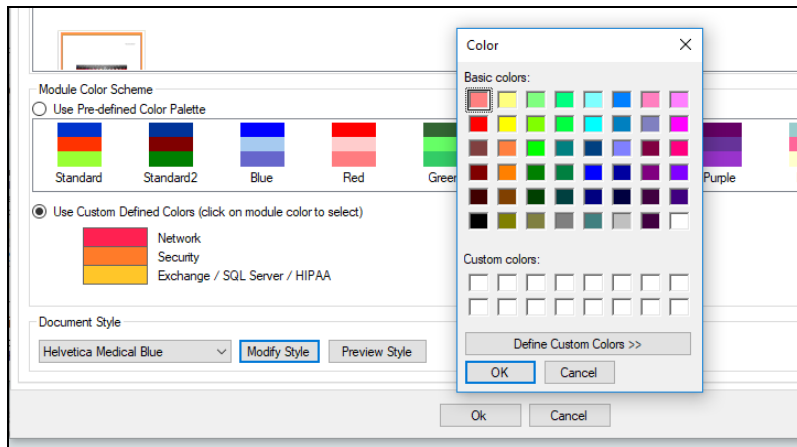 Color
Basic colors:
Module Color Scheme
Use Pre-defined Color Palette
Standard
Standard2
Blue
Red
Purple
Use Custom Defined Colors (click on module color to select)
Network
Security
Exchange / SQL Server / HIPAA
Custom colors:
Define Custom Colors >>
OK
Cancel
Document Style
Helvetica Medical Blue
Modify Style
Preview Style
Ok
Cancel